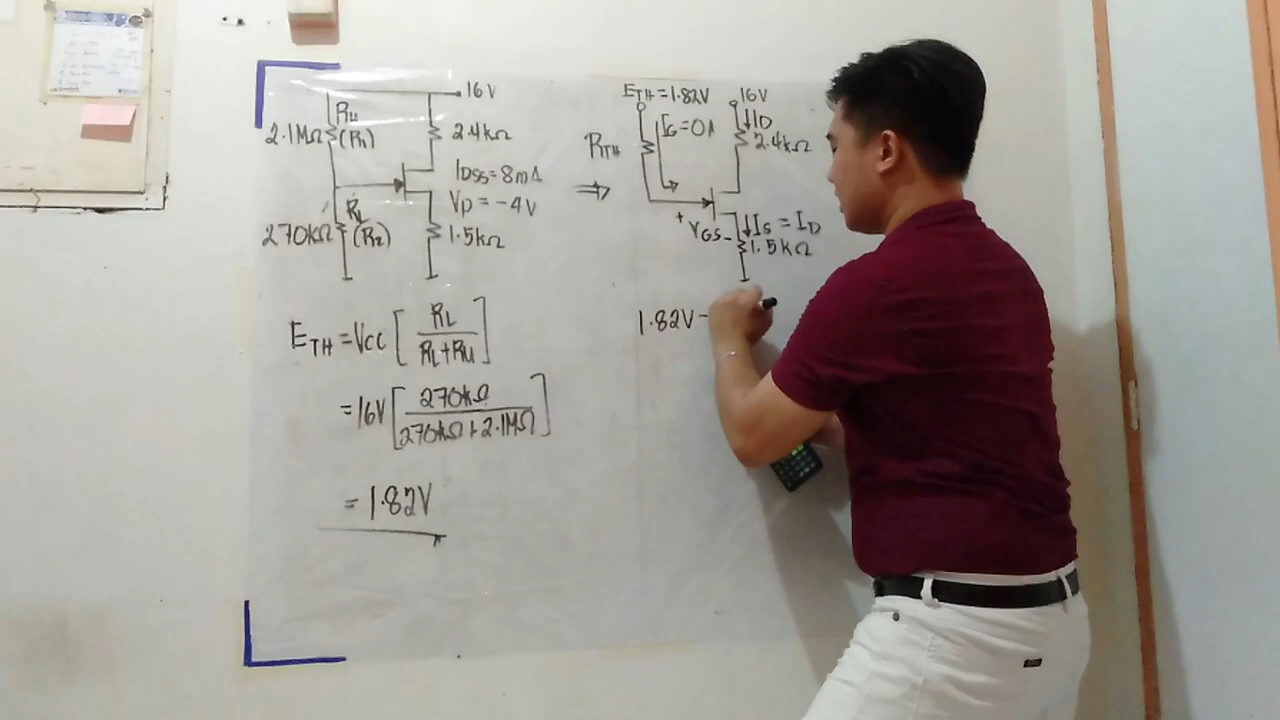 16V
RU
2.1MΩ (R1)
2.4kΩ
IDSS=8mA
VP=-4V
RL
270kΩ (R2)
1.5kΩ
⇒
ETH=1.82V
16V
IG=0A
ID
RTH
2.4kΩ
+
VGS-
IS=ID
1.5kΩ
ETH=VCC[RL/RL+RU]
=16V[270kΩ/270kΩ+2.1MΩ]
=1.82V
1.82V-